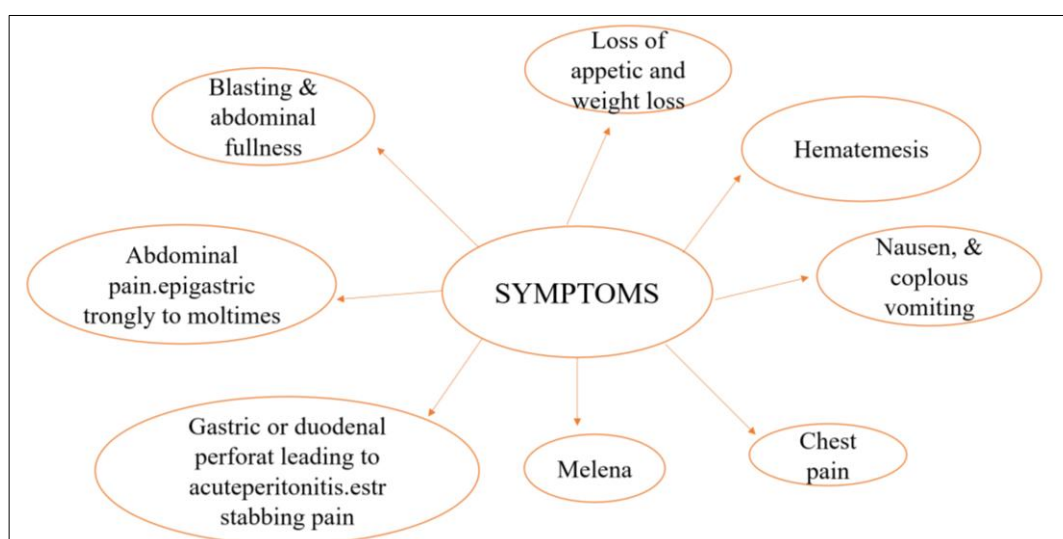 Loss of
appetic and
weight loss
Blasting &
abdominal
fullness
Hematemesis
Abdominal
pain.epigastric
trongly to moltimes
SYMPTOMS
Nausen, &
coplous
vomiting
Gastric or duodenal
perforat leading to
acuteperitonitis.estr
stabbing pain
Melena
Chest
pain